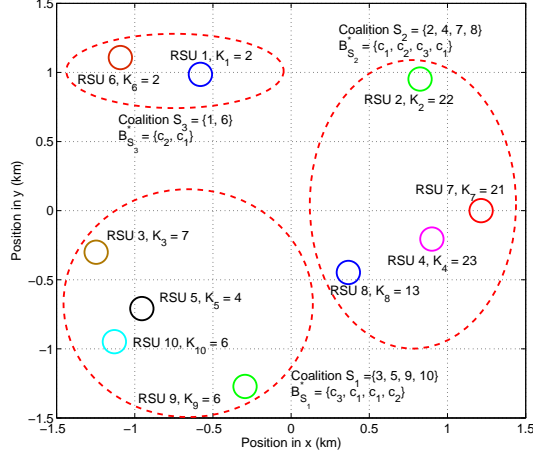 Coalition S₂ = {2, 4, 7, 8}
B*_S₂ = {c₁, c₂, c₃, c₁}
RSU 1, K₁ = 2
RSU 6, K₆ = 2
RSU 2, K₂ = 22
Coalition S₃ = {1, 6}
B*_S₃ = {c₂, c₁}
RSU 7, K₇ = 21
RSU 3, K₃ = 7
RSU 4, K₄ = 23
RSU 8, K₈ = 13
RSU 5, K₅ = 4
RSU 10, K₁₀ = 6
RSU 9, K₉ = 6
Coalition S₁ ={3, 5, 9, 10}
B*_S₁ = {c₃, c₁, c₁, c₂}
Position in y (km)
1.5
1
0.5
0
−0.5
−1
−1.5
−1.5 −1 −0.5 0 0.5 1 1.5
Position in x (km)